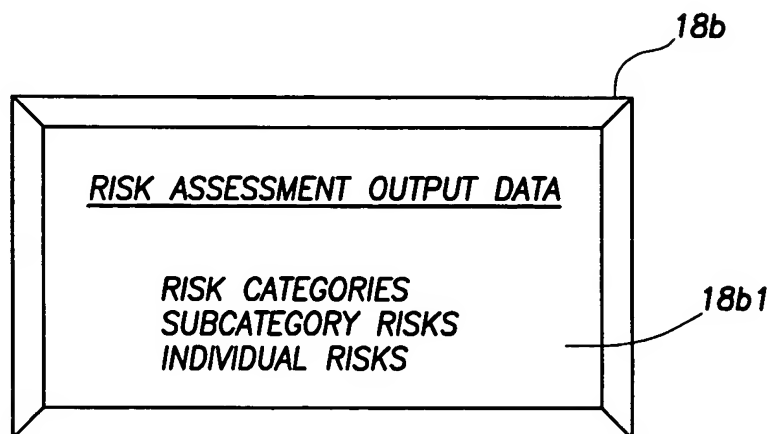 18b
RISK ASSESSMENT OUTPUT DATA
RISK CATEGORIES
SUBCATEGORY RISKS
INDIVIDUAL RISKS
18b1